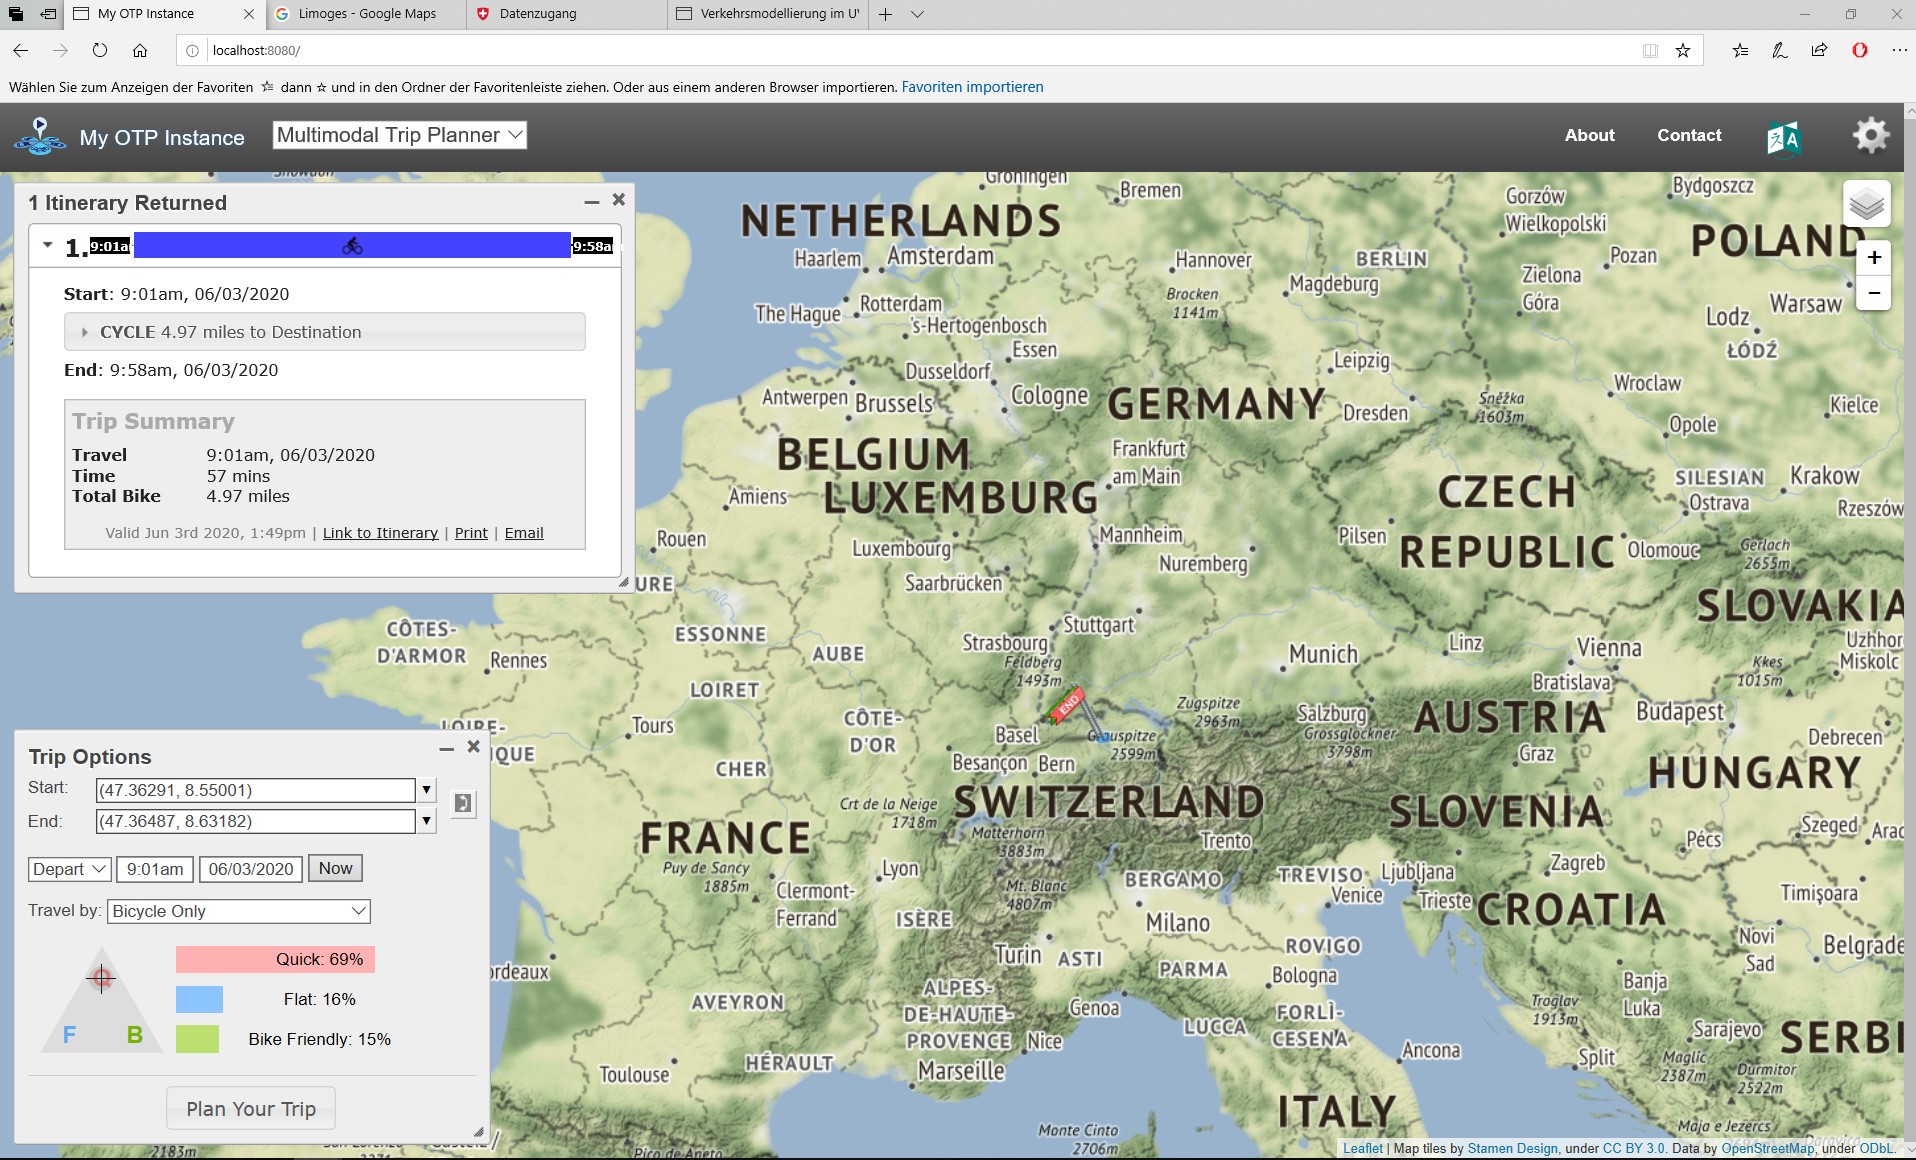 My OTP Instance
Limoges - Google Maps
Datenzugang
Verkehrsmodellierung im U
localhost:8080/
Wählen Sie zum Anzeigen der Favoriten dann ☆ und in den Ordner der Favoritenleiste ziehen. Oder aus einem anderen Browser importieren. Favoriten importieren
My OTP Instance
Multimodal Trip Planner
About
Contact
1 Itinerary Returned
1. 9:01a 9:58a
Start: 9:01am, 06/03/2020
CYCLE 4.97 miles to Destination
End: 9:58am, 06/03/2020
Trip Summary
Travel 9:01am, 06/03/2020
Time 57 mins
Total Bike 4.97 miles
Valid Jun 3rd 2020, 1:49pm | Link to Itinerary | Print | Email
Trip Options
Start: (47.36291, 8.55001)
End: (47.36487, 8.63182)
Depart 9:01am 06/03/2020 Now
Travel by: Bicycle Only
Quick: 69%
Flat: 16%
F B
Bike Friendly: 15%
Plan Your Trip
Groningen
Bremen
Gorzów
Wielkopolski
Bydgoszcz
NETHERLANDS
POLAND
Haarlem
Amsterdam
Hannover
BERLIN
Poznan
Magdeburg
Zielona
Góra
Brocken
1141m
The Hague
Rotterdam
's-Hertogenbosch
Warsaw
Lodz
ŁÓDŹ
Essen
Leipzig
Dusseldorf
Wroclaw
Antwerpen
Brussels
Cologne
GERMANY
Dresden
Sněžka
1603m
Kielce
Opole
BELGIUM
Frankfurt
am Main
LUXEMBURG
CZECH
REPUBLIC
SILESIAN
Krakow
Ostrava
Rzeszów
Amiens
Rouen
Luxembourg
Mannheim
Pilsen
Olomouc
Gerlach
2655m
Saarbrücken
Nuremberg
URE
SLOVAKIA
CÔTES-
D'ARMOR
Rennes
ESSONNE
AUBE
Strasbourg
Stuttgart
Feldberg
1493m
Munich
Linz
Vienna
Uzhhor
Miskolc
Kkes
1015m
Bratislava
LOIRET
END
Zugspitze
2963m
Salzburg
Grossglockner
3798m
AUSTRIA
Budapest
LOIRE-
QUE
Tours
CÔTE-
D'OR
Basel
Grauspitze
2599m
Graz
Debrecen
CHER
Besançon
Bern
HUNGARY
Crt de la Neige
1718m
SWITZERLAND
SLOVENIA
FRANCE
Matterhorn
3883m
Trento
Pécs
Szeged
Arad
Puy de Sancy
1885m
Lyon
Mt. Blanc
4807m
BERGAMO
TREVISO
Ljubljana
Zagreb
Clermont-
Ferrand
Venice
Trieste
CROATIA
Timișoara
ISÈRE
Milano
ROVIGO
Novi
Sad
Belgrade
rdeaux
Turin
ASTI
PARMA
Bologna
Banja
Luka
AVEYRON
ALPES-
DE-HAUTE-
PROVENCE
Genoa
FORLÌ-
CESENA
Troglav
1913m
LUCCA
Nice
Sarajevo
SERBI
HÉRAULT
Toulouse
Marseille
Ancona
Split
Maglic
2387m
Durmitor
2522m
ITALY
Monte Cinto
2706m
Maja e Jezercs
2183m
Pico de Aneto
Leaflet | Map tiles by Stamen Design, under CC BY 3.0. Data by OpenStreetMap, under ODbL.